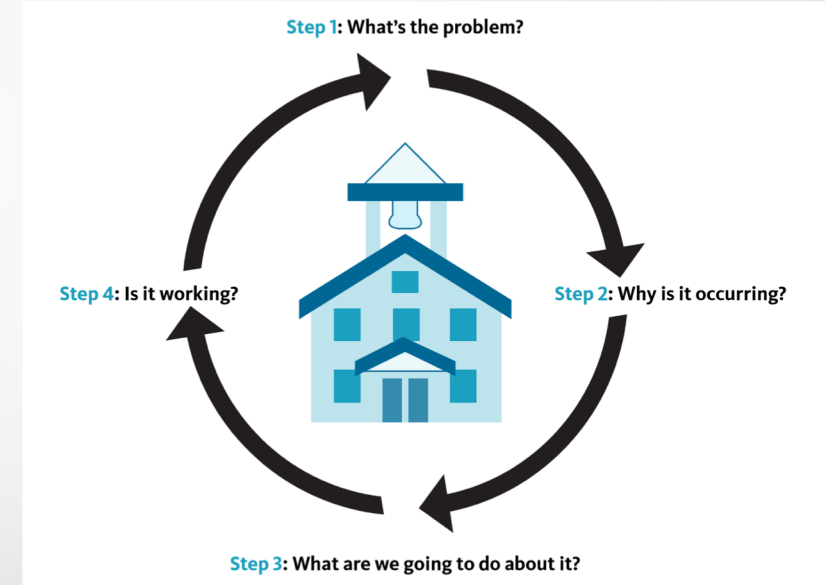 Step 1: What's the problem?
Step 2: Why is it occurring?
Step 3: What are we going to do about it?
Step 4: Is it working?